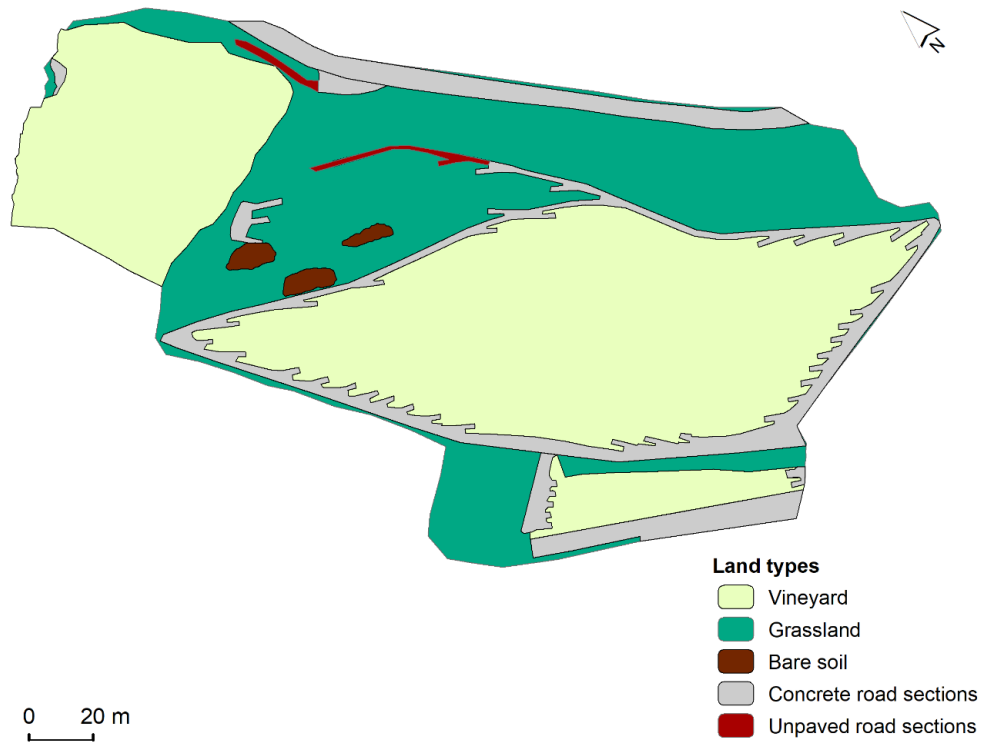 N
Land types
Vineyard
Grassland
Bare soil
Concrete road sections
Unpaved road sections
0 20 m